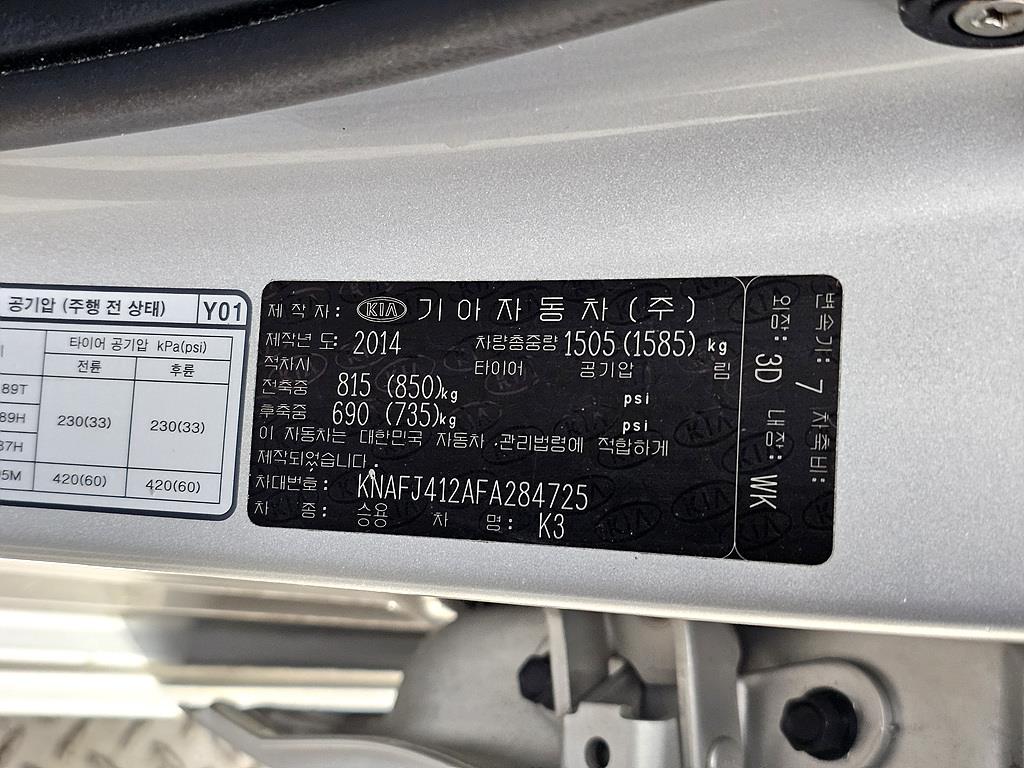 공기압 (주행 전 상태) Y01
타이어 공기압 kPa(psi)
전륜 후륜
89T
89H 230(33) 230(33)
87H
420(60) 420(60)
제 작 자 : KIA 기아자동차(주)
제작년 도: 2014 차량총중량 1505 (1585) kg
적차시 타이어 공기압 림
전축중 815 (850)kg psi
후축중 690 (735)kg psi
이 자동차는 대한민국 자동차 관리법령에 적합하게
제작되었습니다.
차대번호: KNAFJ412AFA284725
차 종: 승용 차 명: K3
외장: 3D 내장: WK
변속기: 7 차축비: